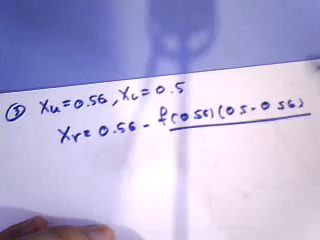 ③ Xu = 0.56, XL = 0.5
Xr = 0.56 - f(0.56)(0.5-0.56)